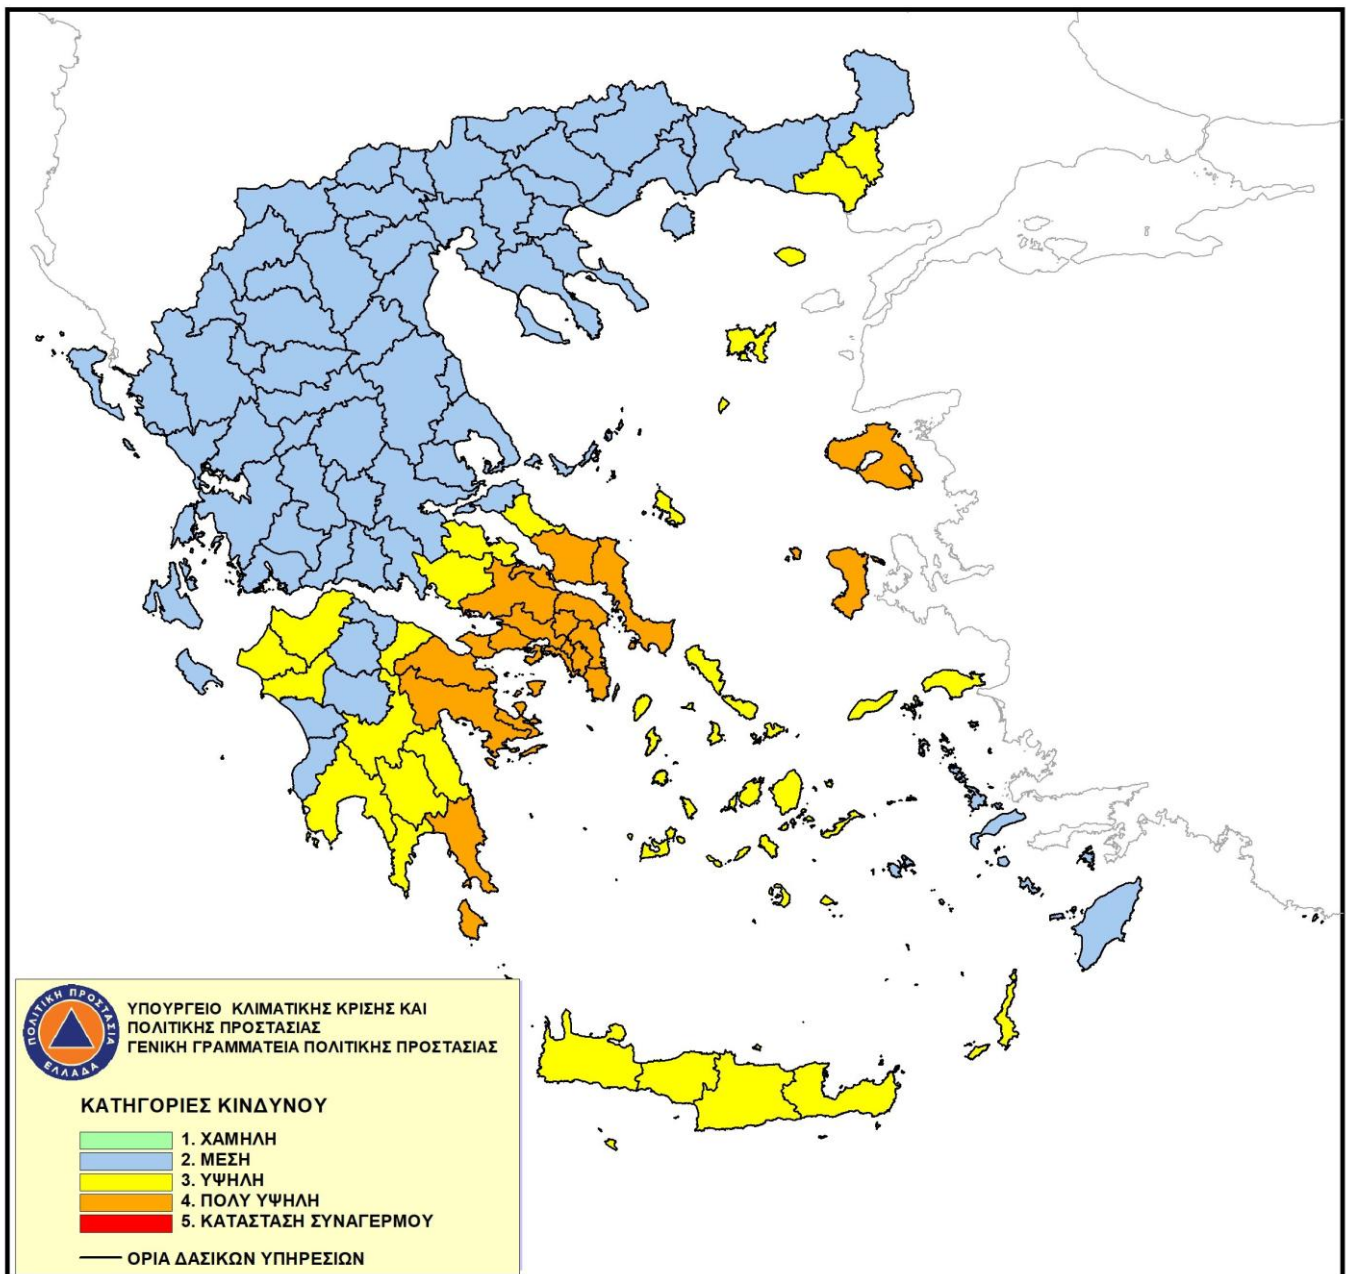 ΠΟΛΙΤΙΚΗ ΠΡΟΣΤΑΣΙΑ
ΕΛΛΑΔΑ
ΥΠΟΥΡΓΕΙΟ ΚΛΙΜΑΤΙΚΗΣ ΚΡΙΣΗΣ ΚΑΙ
ΠΟΛΙΤΙΚΗΣ ΠΡΟΣΤΑΣΙΑΣ
ΓΕΝΙΚΗ ΓΡΑΜΜΑΤΕΙΑ ΠΟΛΙΤΙΚΗΣ ΠΡΟΣΤΑΣΙΑΣ
ΚΑΤΗΓΟΡΙΕΣ ΚΙΝΔΥΝΟΥ
1. ΧΑΜΗΛΗ
2. ΜΕΣΗ
3. ΥΨΗΛΗ
4. ΠΟΛΥ ΥΨΗΛΗ
5. ΚΑΤΑΣΤΑΣΗ ΣΥΝΑΓΕΡΜΟΥ
ΟΡΙΑ ΔΑΣΙΚΩΝ ΥΠΗΡΕΣΙΩΝ